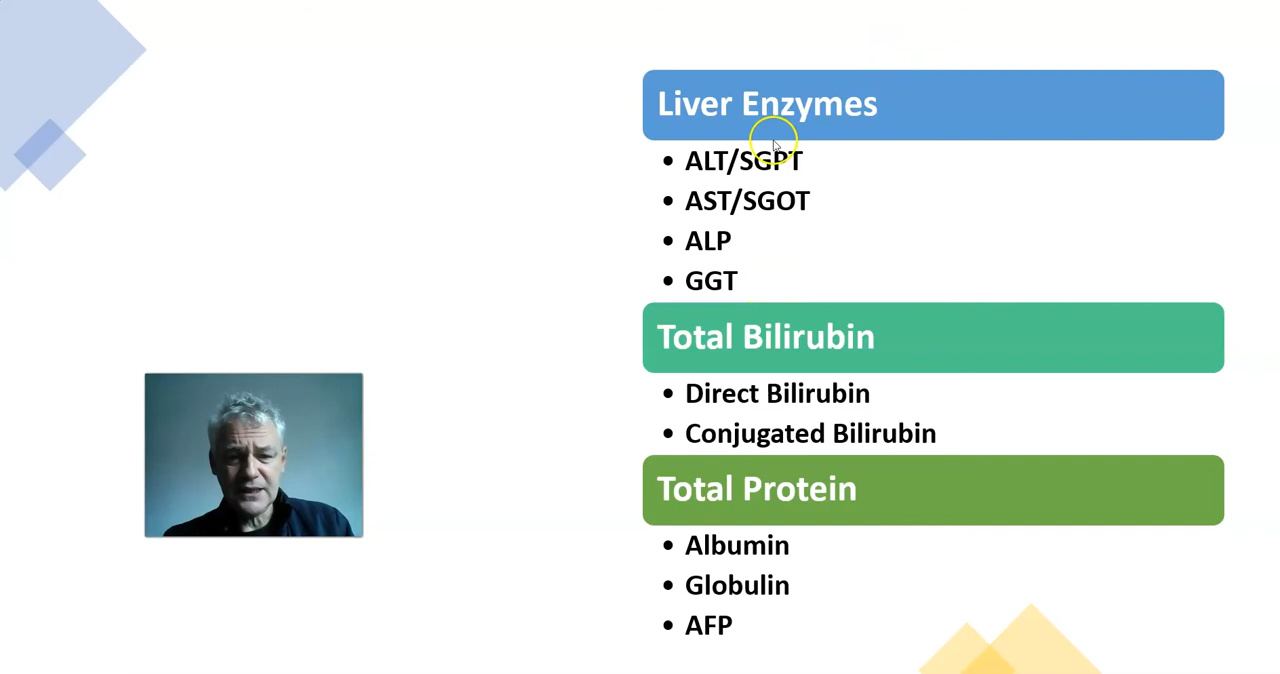 Liver Enzymes
• ALT/SGPT
• AST/SGOT
• ALP
• GGT
Total Bilirubin
• Direct Bilirubin
• Conjugated Bilirubin
Total Protein
• Albumin
• Globulin
• AFP